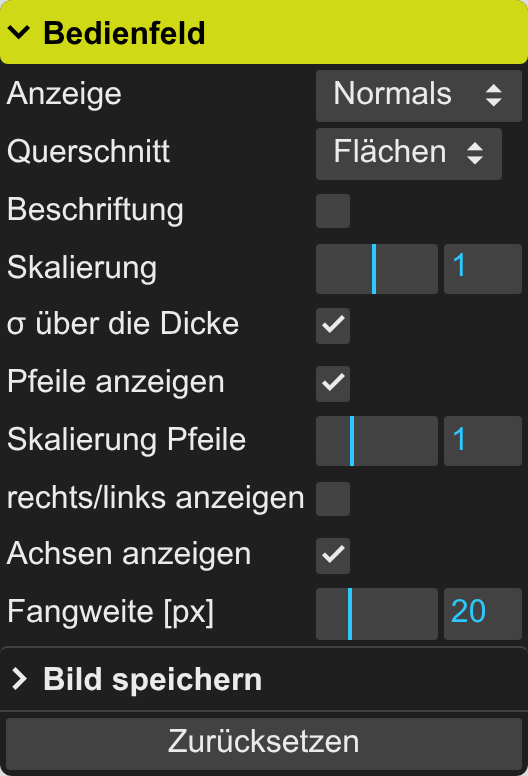 Bedienfeld
Anzeige Normals
Querschnitt Flächen
Beschriftung
Skalierung 1
σ über die Dicke
Pfeile anzeigen
Skalierung Pfeile 1
rechts/links anzeigen
Achsen anzeigen
Fangweite [px] 20
Bild speichern
Zurücksetzen